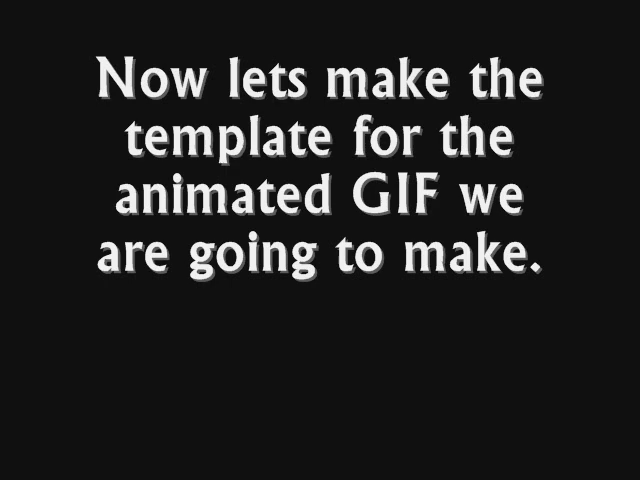 Now lets make the
template for the
animated GIF we
are going to make.